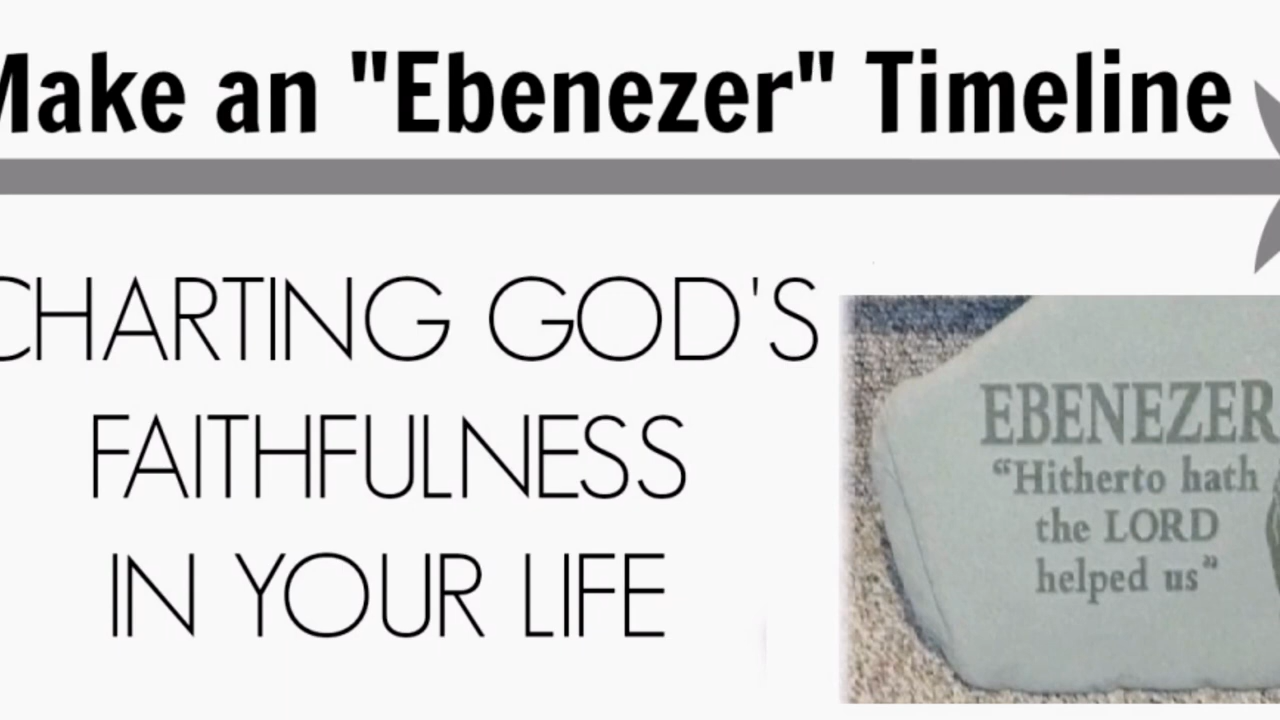 Make an "Ebenezer" Timeline
CHARTING GOD'S
FAITHFULNESS
IN YOUR LIFE
EBENEZER
“Hitherto hath
the LORD
helped us”